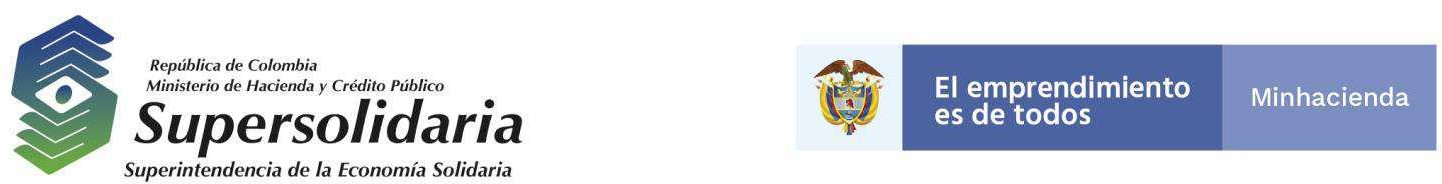 República de Colombia
Ministerio de Hacienda y Crédito Público
Supersolidaria
Superintendencia de la Economía Solidaria
El emprendimiento
es de todos
Minhacienda